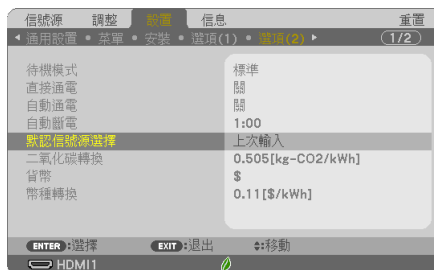 信號源 調整 設置 信息 重置
◂ 通用設置 • 菜單 • 安裝 • 選項(1) • 選項(2) ▸ 1/2
待機模式 標準
直接通電 關
自動通電 關
自動斷電 1:00
默認信號源選擇 上次輸入
二氧化碳轉換 0.505[kg-CO2/kWh]
貨幣 $
幣種轉換 0.11[$/kWh]
ENTER :選擇 EXIT :退出 :移動
HDMI1